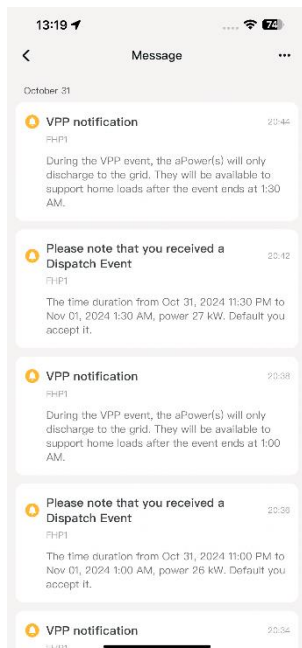 13:19
74
Message
October 31
VPP notification
20:44
FHP1
During the VPP event, the aPower(s) will only
discharge to the grid. They will be available to
support home loads after the event ends at 1:30
AM.
Please note that you received a
20:42
Dispatch Event
FHP1
The time duration from Oct 31, 2024 11:30 PM to
Nov 01, 2024 1:30 AM, power 27 kW. Default you
accept it.
VPP notification
20:38
FHP1
During the VPP event, the aPower(s) will only
discharge to the grid. They will be available to
support home loads after the event ends at 1:00
AM.
Please note that you received a
20:36
Dispatch Event
FHP1
The time duration from Oct 31, 2024 11:00 PM to
Nov 01, 2024 1:00 AM, power 26 kW. Default you
accept it.
VPP notification
20:34